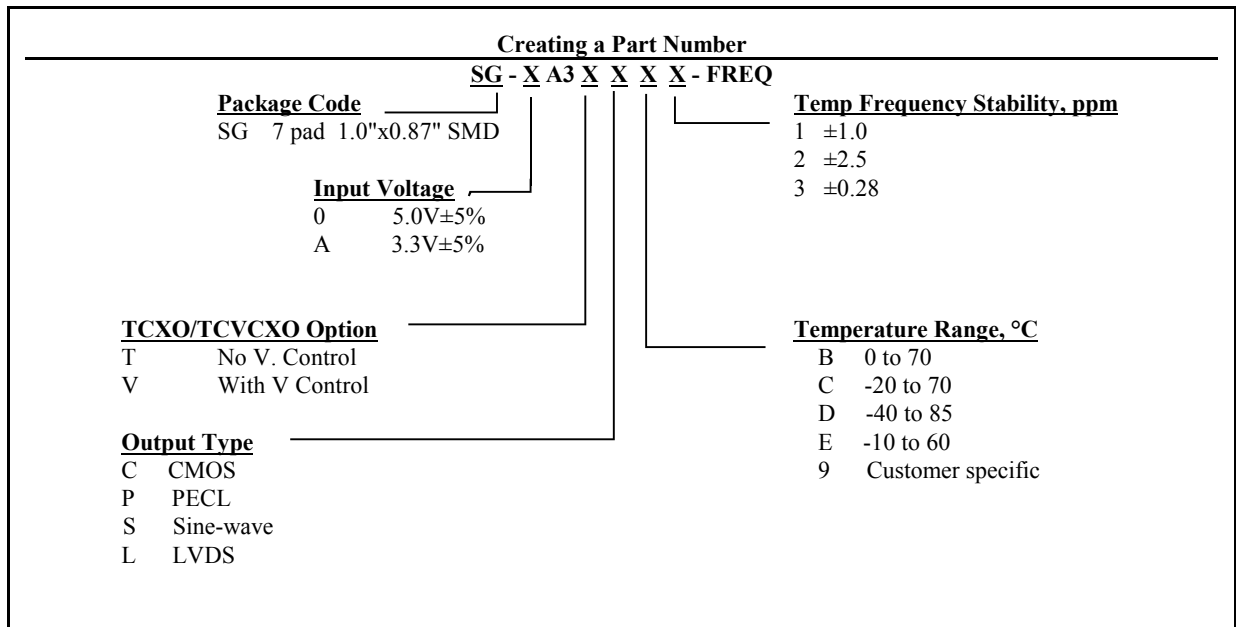 Creating a Part Number
SG - X A3 X X X X - FREQ
Package Code
SG 7 pad 1.0"x0.87" SMD
Input Voltage
0 5.0V±5%
A 3.3V±5%
TCXO/TCVCXO Option
T No V. Control
V With V Control
Output Type
C CMOS
P PECL
S Sine-wave
L LVDS
Temp Frequency Stability, ppm
1 ±1.0
2 ±2.5
3 ±0.28
Temperature Range, °C
B 0 to 70
C -20 to 70
D -40 to 85
E -10 to 60
9 Customer specific